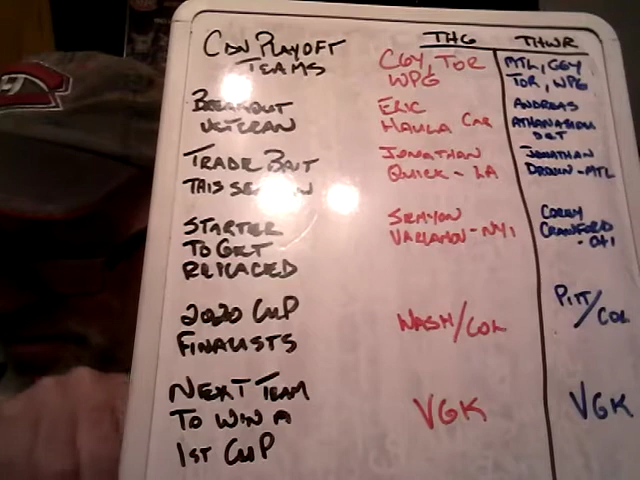 THG THWR
CDN PLAYOFF TEAMS CGY, TOR WPG MTL, CGY TOR, WPG
BREAKOUT VETERAN ERIC HAULA CAR ANDREAS ATHANASIOU DET
TRADE BAIT THIS SEASON JONATHAN QUICK - LA JONATHAN DROUIN - MTL
STARTER TO GET REPLACED SEMYON VARLAMOV - NYI COREY CRAWFORD - CHI
2020 CUP FINALISTS WASH/COL PITT/COL
NEXT TEAM TO WIN A 1ST CUP VGK VGK